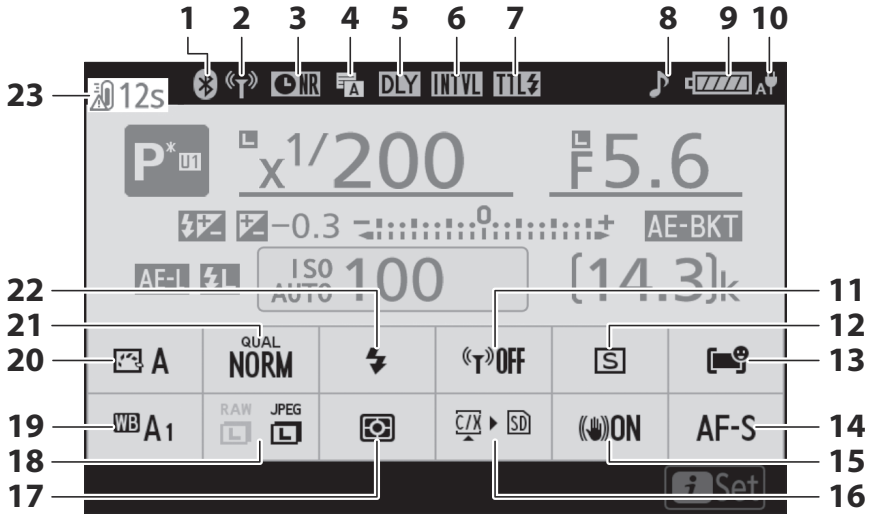 1 2 3 4 5 6 7 8 9 10
NR A DLY INTVL TTL A
23 12s
P* U1 L x1/200 L F5.6
−0.3 − 0 + AE-BKT
AE-L L ISO AUTO 100 [14.3]k
22 11
21 12
20 A QUAL NORM OFF S 13
19 WB A1 RAW L JPEG L C/X SD ON AF-S 14
18 15
17 16
i Set